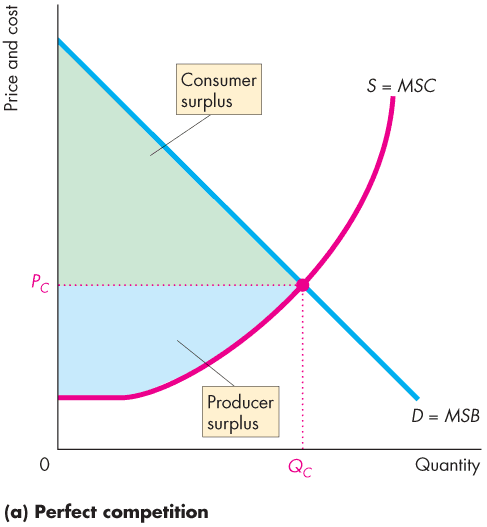 Price and cost
Consumer
surplus
S = MSC
P_C
Producer
surplus
D = MSB
0
Q_C
Quantity
(a) Perfect competition